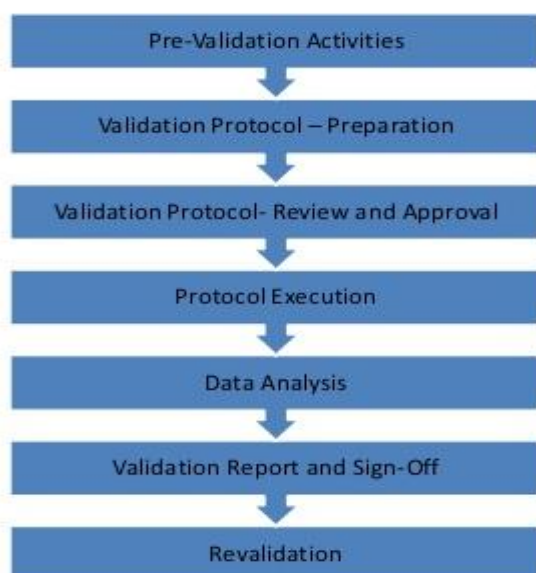 Pre-Validation Activities
Validation Protocol – Preparation
Validation Protocol- Review and Approval
Protocol Execution
Data Analysis
Validation Report and Sign-Off
Revalidation